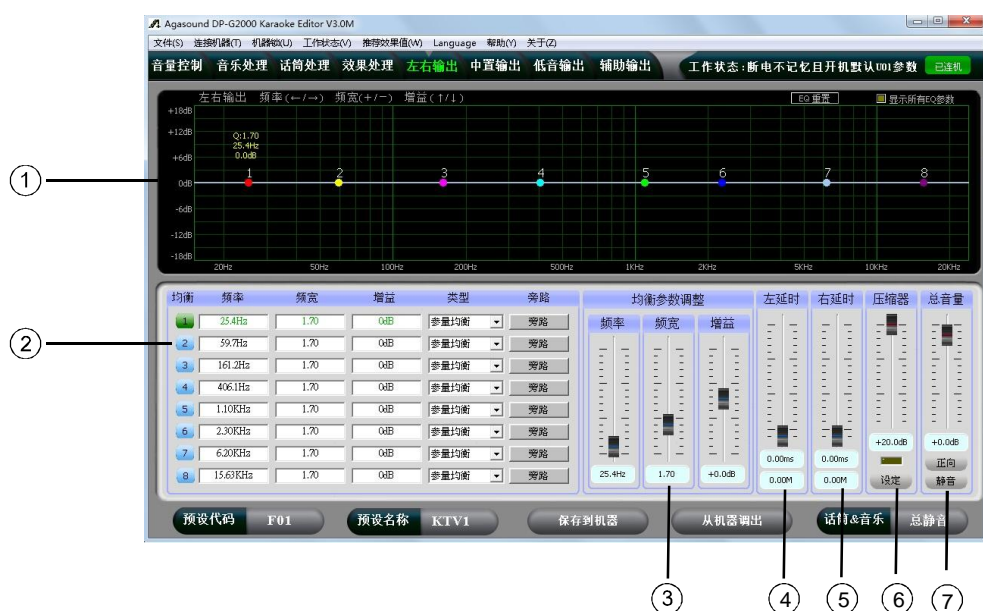 Agasound DP-G2000 Karaoke Editor V3.0M
文件(S) 连接机器(T) 机器锁(U) 工作状态(V) 推荐效果值(W) Language 帮助(Y) 关于(Z)
音量控制 音乐处理 话筒处理 效果处理 左右输出 中置输出 低音输出 辅助输出 工作状态:断电不记忆且开机默认U01参数 已连机
左右输出 频率(←/→) 频宽(+/-) 增益(↑/↓) EQ重置 显示所有EQ参数
+18dB
+12dB
Q:1.70
25.4Hz
0.0dB
+6dB
1 2 3 4 5 6 7 8
0dB
-6dB
-12dB
-18dB
20Hz 50Hz 100Hz 200Hz 500Hz 1KHz 2KHz 5KHz 10KHz 20KHz
均衡 频率 频宽 增益 类型 旁路 均衡参数调整 左延时 右延时 压缩器 总音量
频率 频宽 增益
1 25.4Hz 1.70 0dB 参量均衡 旁路
2 59.7Hz 1.70 0dB 参量均衡 旁路
3 161.2Hz 1.70 0dB 参量均衡 旁路
4 406.1Hz 1.70 0dB 参量均衡 旁路
5 1.10KHz 1.70 0dB 参量均衡 旁路
6 2.30KHz 1.70 0dB 参量均衡 旁路
7 6.20KHz 1.70 0dB 参量均衡 旁路
8 15.63KHz 1.70 0dB 参量均衡 旁路
25.4Hz 1.70 +0.0dB
0.00ms 0.00ms +20.0dB +0.0dB
正向
0.00M 0.00M 设定 静音
预设代码 F01 预设名称 KTV1 保存到机器 从机器调出 话筒&音乐 总静音
①
②
③ ④ ⑤ ⑥ ⑦